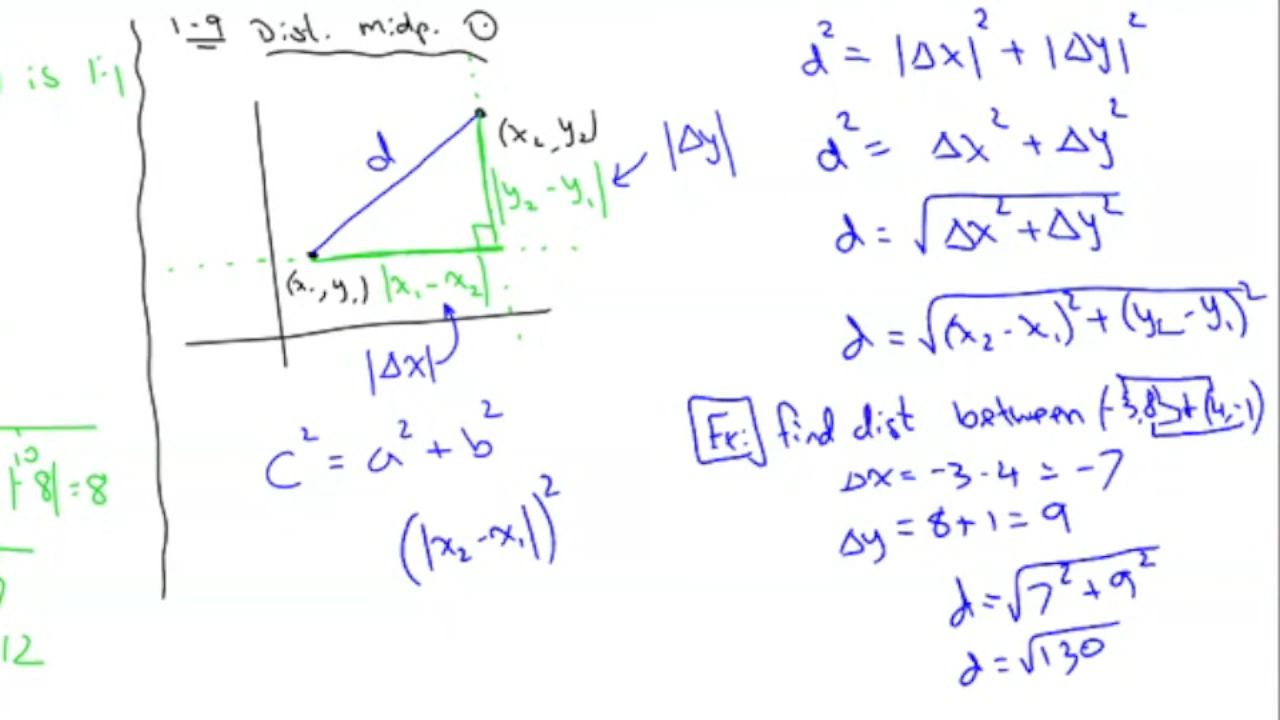 is 1-1
|-8|=8
12
1-9 Dist. midp. ⊙
d
(x₂, y₂)
|y₂ - y₁|
|Δy|
(x₁, y₁)
|x₁ - x₂|
|Δx|
c² = a² + b²
(|x₂ - x₁|)²
d² = |Δx|² + |Δy|²
d² = Δx² + Δy²
d = √(Δx² + Δy²)
d = √((x₂ - x₁)² + (y₂ - y₁)²)
Ex: find dist between (-3,8) + (4,-1)
Δx = -3 - 4 = -7
Δy = 8 + 1 = 9
d = √(7² + 9²)
d = √130